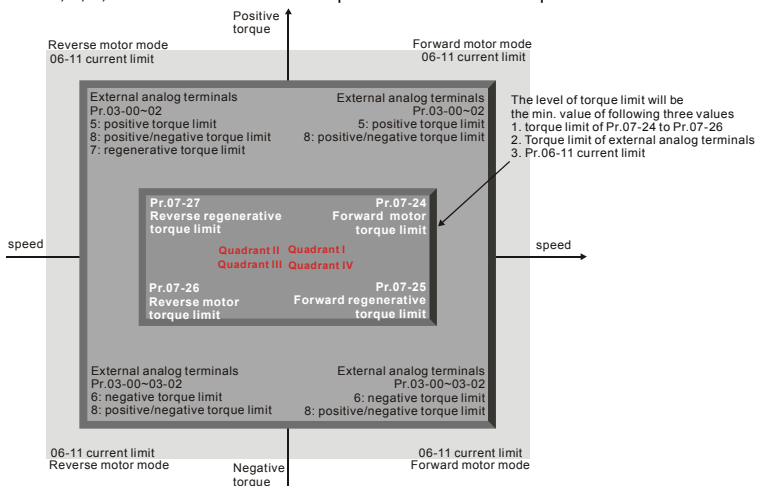 Positive
torque
Reverse motor mode
06-11 current limit
Forward motor mode
06-11 current limit
External analog terminals
Pr.03-00~02
5: positive torque limit
8: positive/negative torque limit
7: regenerative torque limit
External analog terminals
Pr.03-00~02
5: positive torque limit
8: positive/negative torque limit
The level of torque limit will be
the min. value of following three values
1. torque limit of Pr.07-24 to Pr.07-26
2. Torque limit of external analog terminals
3. Pr.06-11 current limit
Pr.07-27
Reverse regenerative
torque limit
Pr.07-24
Forward motor
torque limit
speed
Quadrant II Quadrant I
Quadrant III Quadrant IV
speed
Pr.07-26
Reverse motor
torque limit
Pr.07-25
Forward regenerative
torque limit
External analog terminals
Pr.03-00~03-02
6: negative torque limit
8: positive/negative torque limit
External analog terminals
Pr.03-00~03-02
6: negative torque limit
8: positive/negative torque limit
06-11 current limit
Reverse motor mode
06-11 current limit
Forward motor mode
Negative
torque